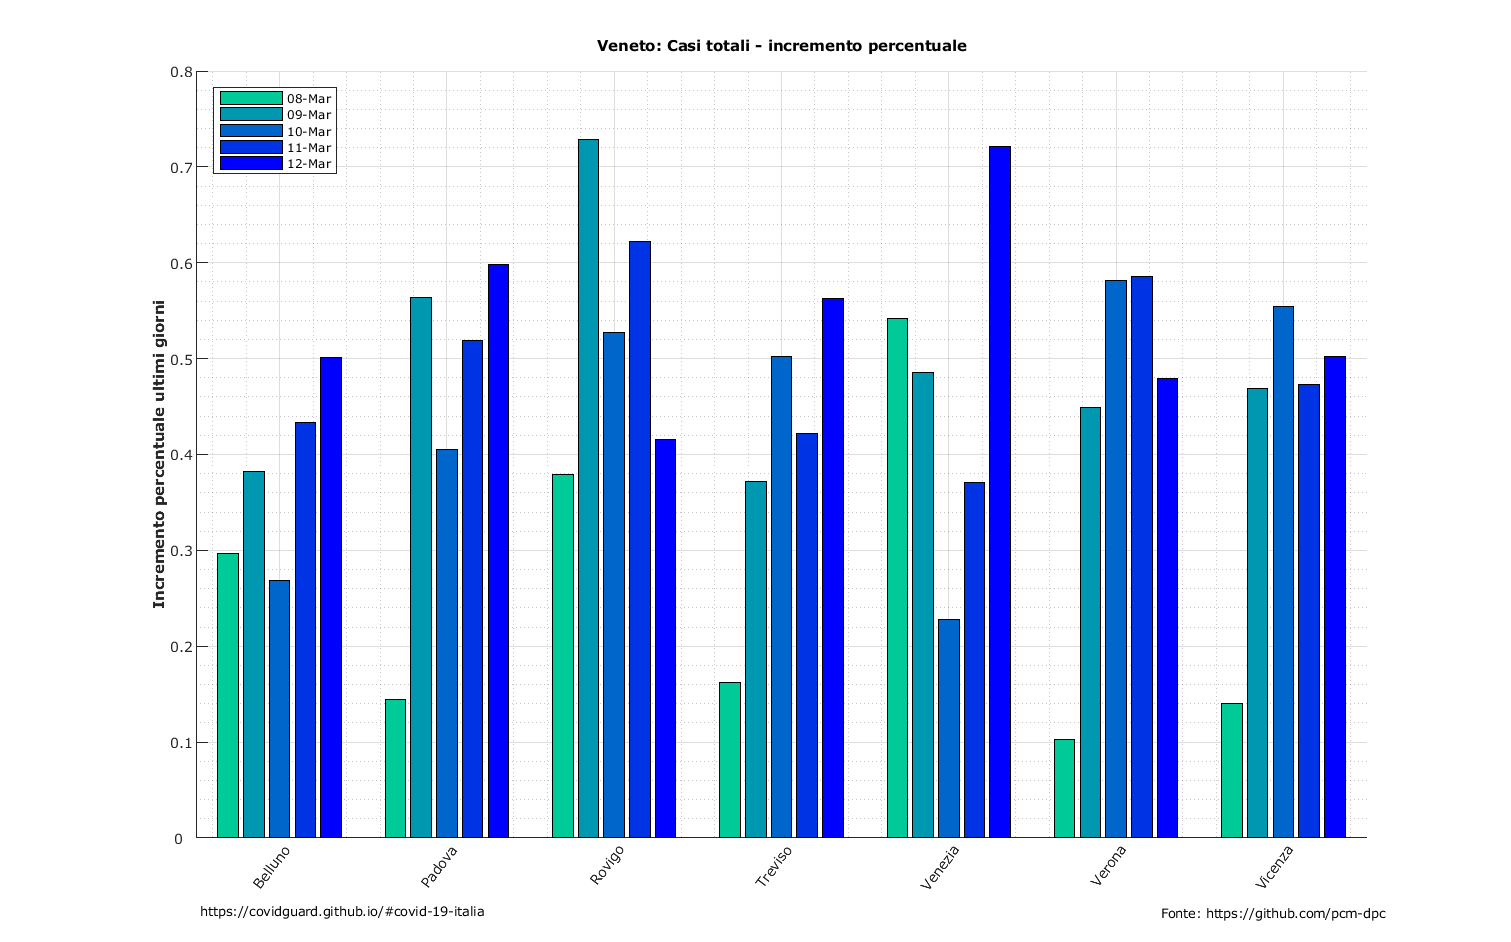 Veneto: Casi totali - incremento percentuale
Incremento percentuale ultimi giorni
0.8
0.7
0.6
0.5
0.4
0.3
0.2
0.1
0
08-Mar
09-Mar
10-Mar
11-Mar
12-Mar
Belluno
Padova
Rovigo
Treviso
Venezia
Verona
Vicenza
https://covidguard.github.io/#covid-19-italia
Fonte: https://github.com/pcm-dpc